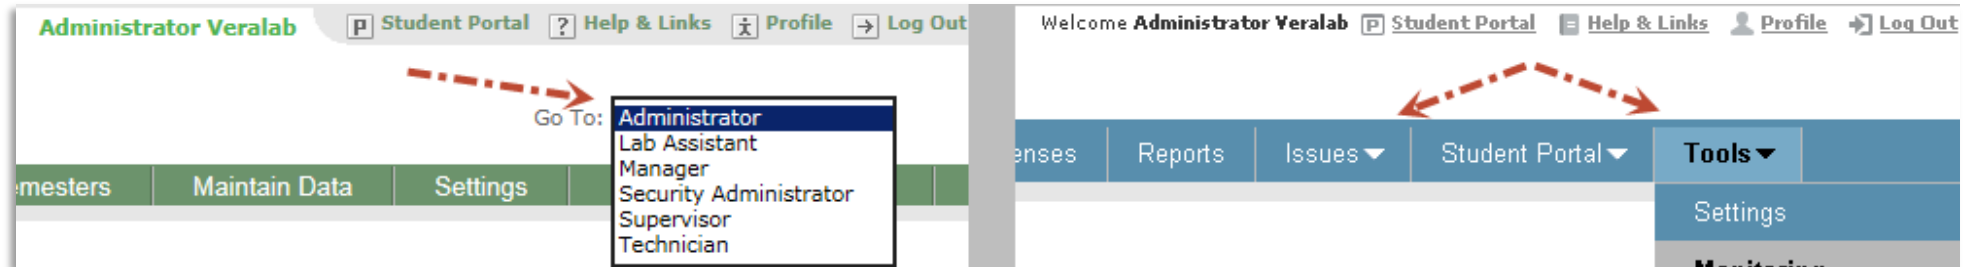 Administrator Veralab P Student Portal ? Help & Links Profile Log Out
Go To:
Administrator
Lab Assistant
Manager
Security Administrator
Supervisor
Technician
emesters Maintain Data Settings
Welcome Administrator Veralab P Student Portal Help & Links Profile Log Out
enses Reports Issues Student Portal Tools
Settings